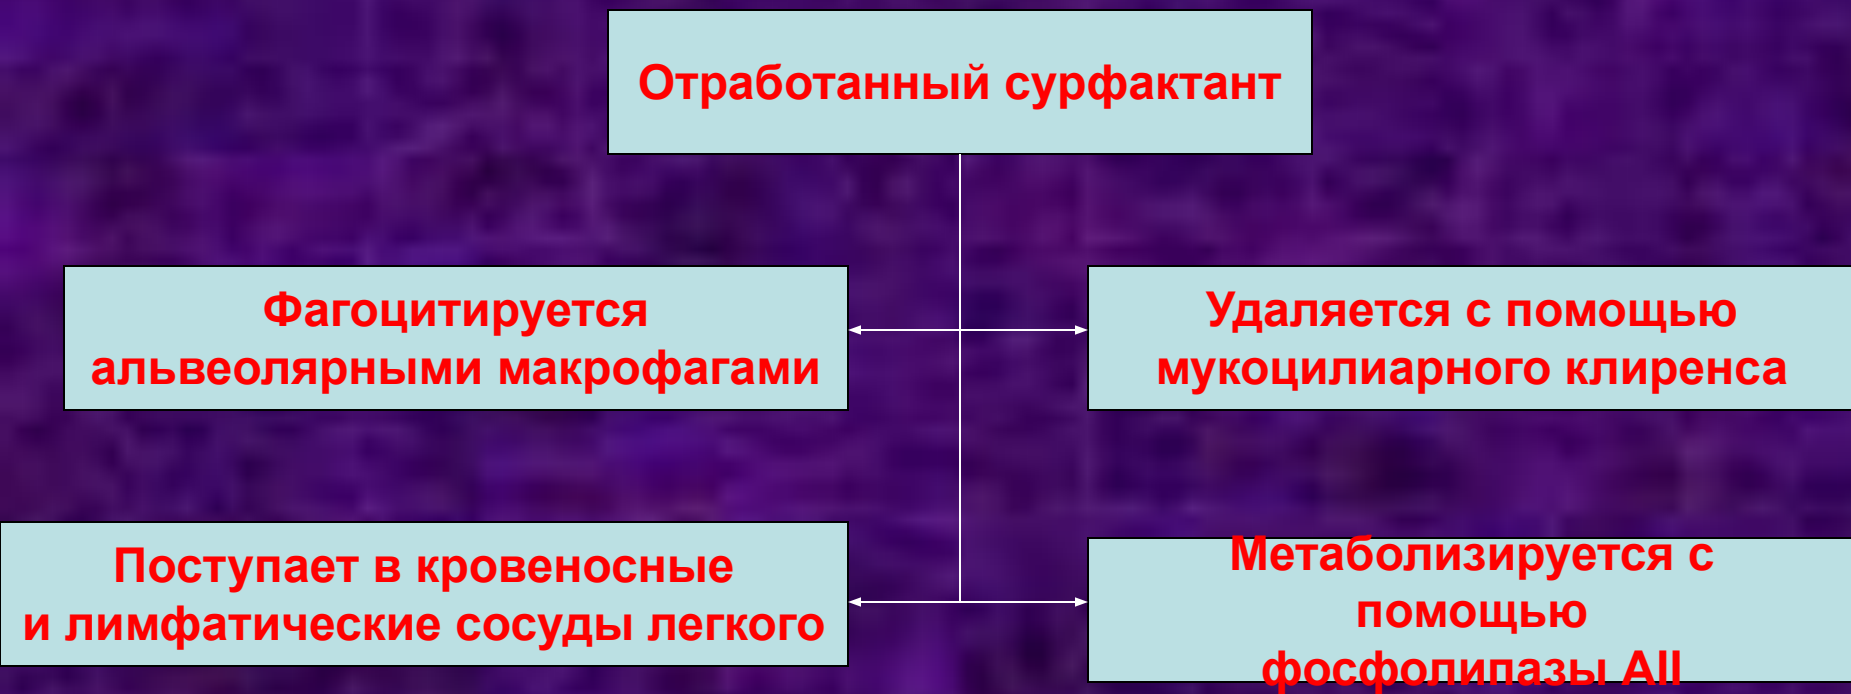 Отработанный сурфактант
Фагоцитируется
альвеолярными макрофагами
Удаляется с помощью
мукоцилиарного клиренса
Поступает в кровеносные
и лимфатические сосуды легкого
Метаболизируется с
помощью
фосфолипазы AII